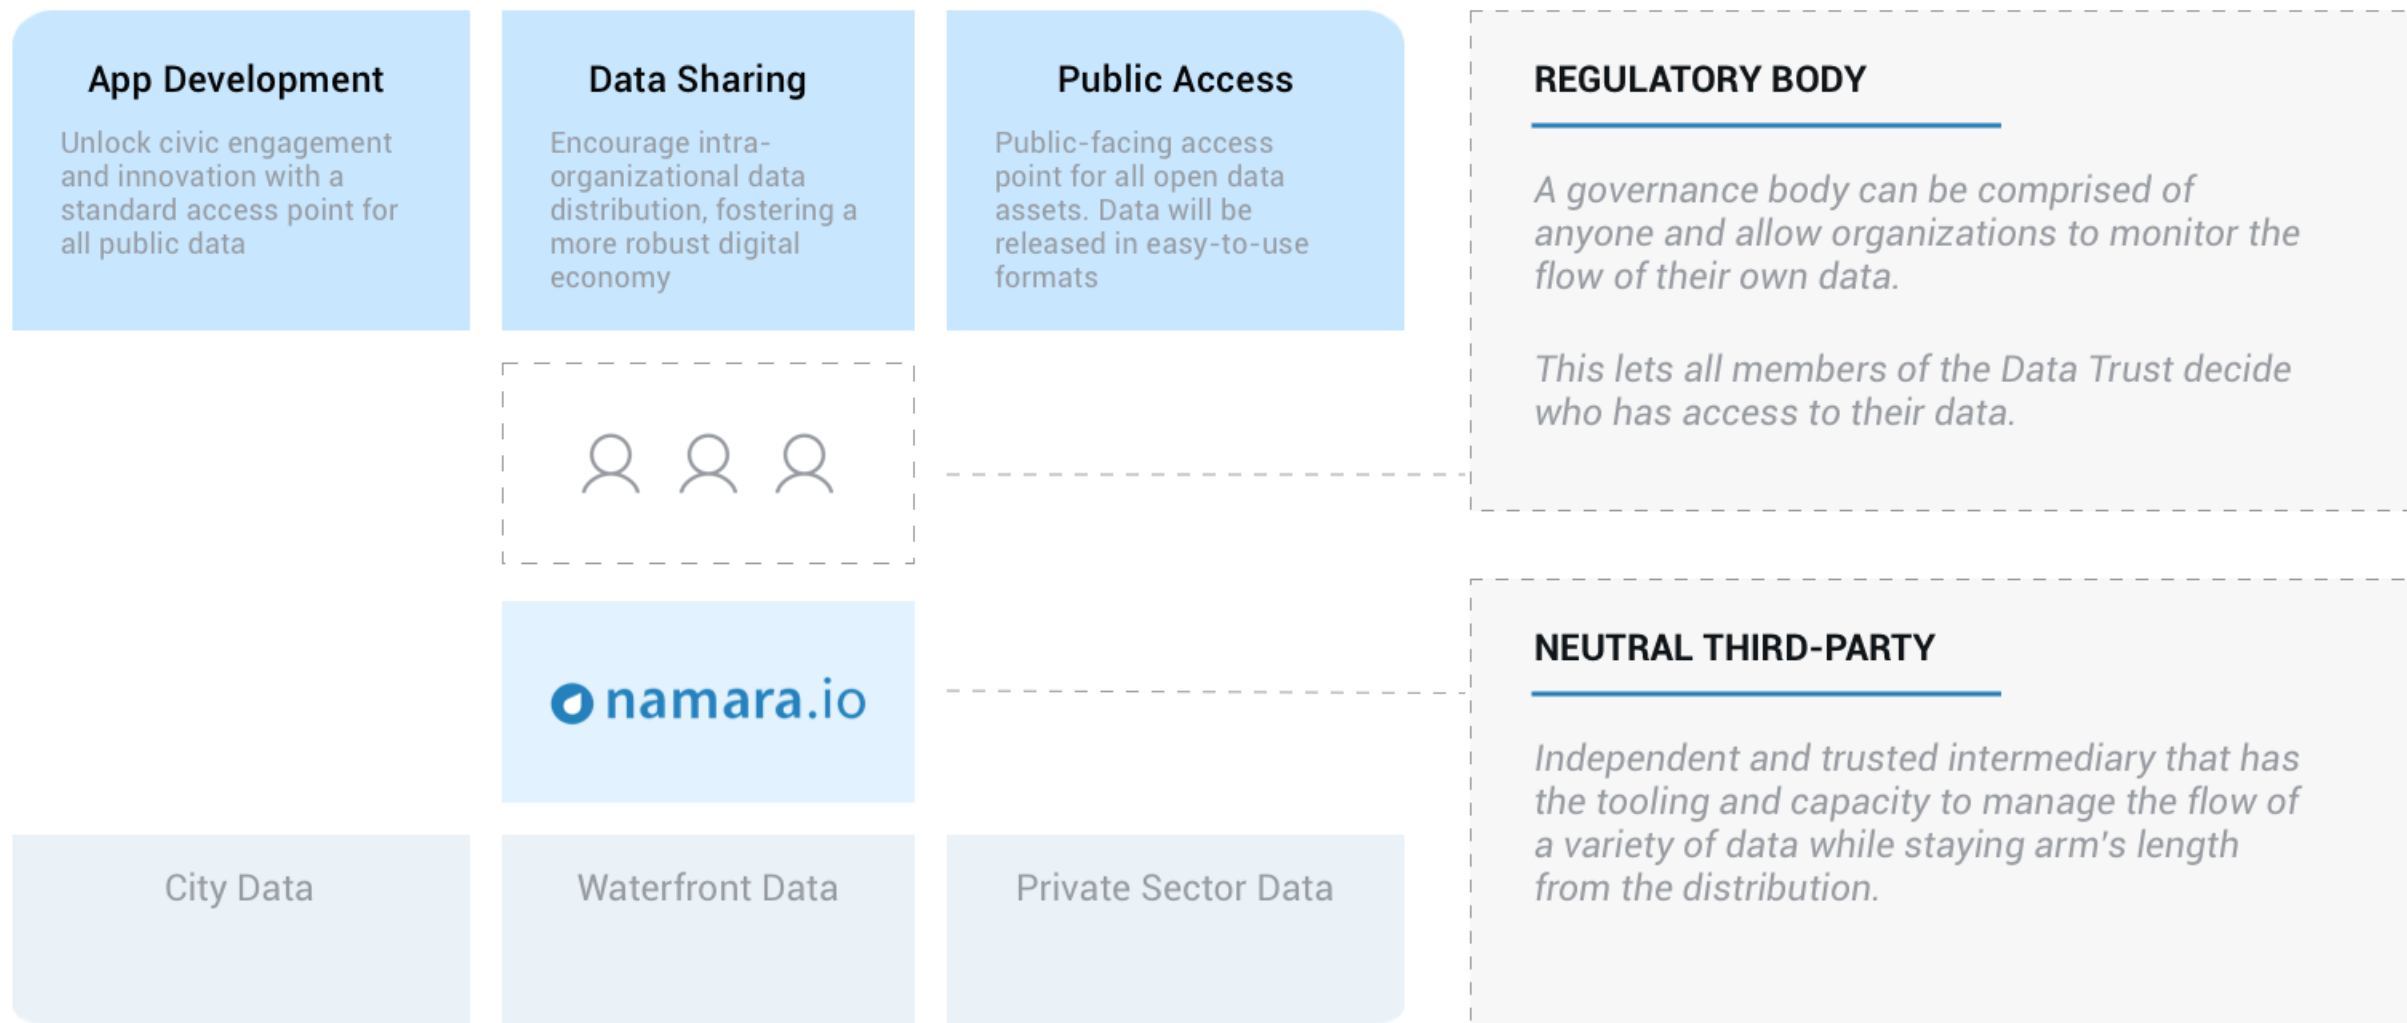 App Development
Unlock civic engagement
and innovation with a
standard access point for
all public data
Data Sharing
Encourage intra-
organizational data
distribution, fostering a
more robust digital
economy
Public Access
Public-facing access
point for all open data
assets. Data will be
released in easy-to-use
formats
REGULATORY BODY
A governance body can be comprised of
anyone and allow organizations to monitor the
flow of their own data.
This lets all members of the Data Trust decide
who has access to their data.
namara.io
NEUTRAL THIRD-PARTY
Independent and trusted intermediary that has
the tooling and capacity to manage the flow of
a variety of data while staying arm's length
from the distribution.
City Data
Waterfront Data
Private Sector Data